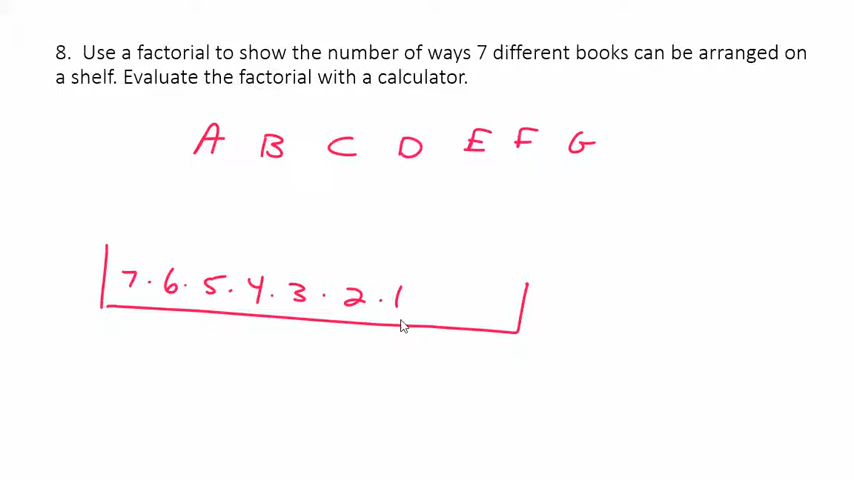 8. Use a factorial to show the number of ways 7 different books can be arranged on
a shelf. Evaluate the factorial with a calculator.
A B C D E F G
7 · 6 · 5 · 4 · 3 · 2 · 1